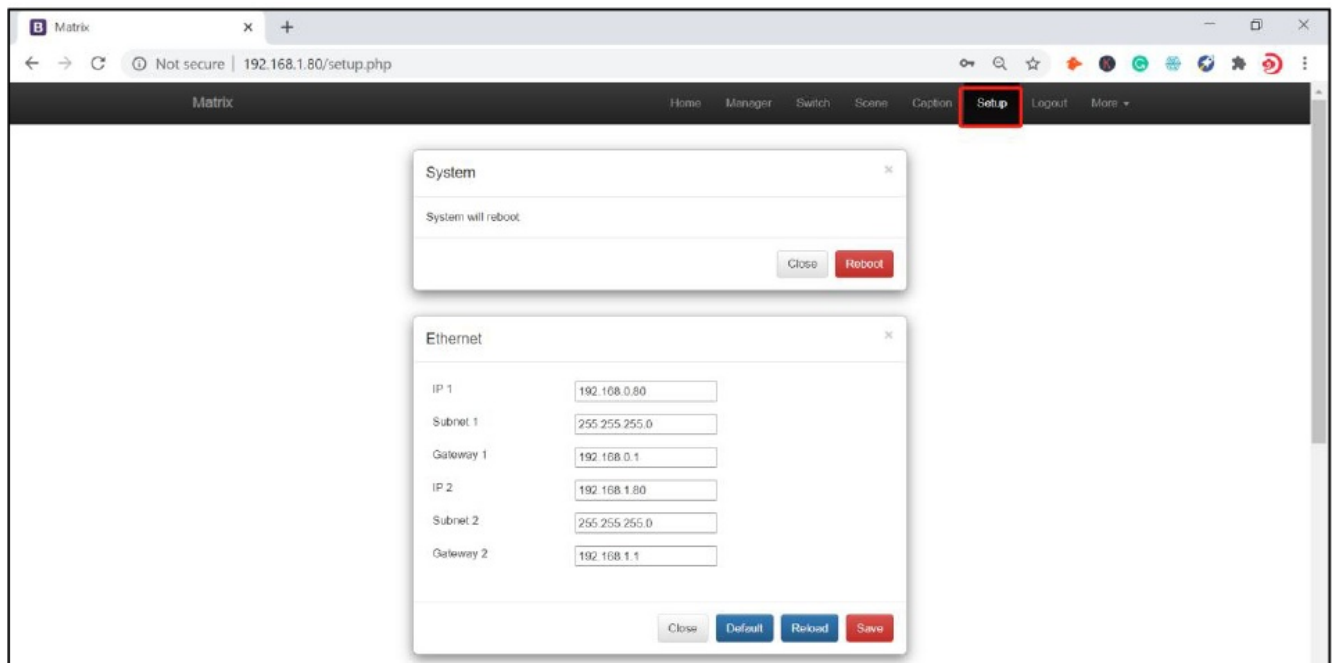 B Matrix
Not secure | 192.168.1.80/setup.php
Matrix Home Manager Switch Scene Caption Setup Logout More
System
System will reboot
Close Reboot
Ethernet
IP 1 192.168.0.80
Subnet 1 255.255.255.0
Gateway 1 192.168.0.1
IP 2 192.168.1.80
Subnet 2 255.255.255.0
Gateway 2 192.168.1.1
Close Default Reload Save